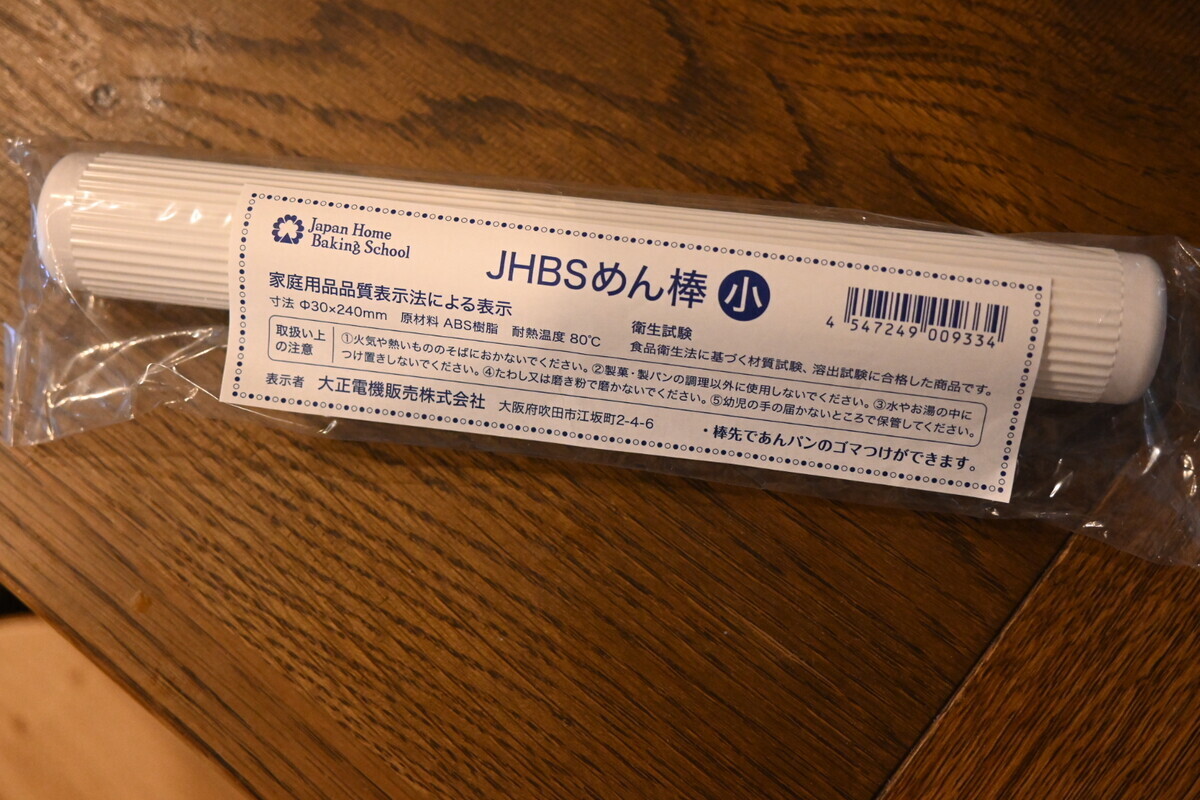 Japan Home
Baking School
JHBSめん棒 小
家庭用品品質表示法による表示
寸法 Φ30×240mm 原材料 ABS樹脂 耐熱温度 80℃
衛生試験
食品衛生法に基づく材質試験、溶出試験に合格した商品です。
4 547249 009334
取扱い上
の注意
①火気や熱いもののそばにおかないでください。②製菓・製パンの調理以外に使用しないでください。③水やお湯の中に
つけ置きしないでください。④たわし又は磨き粉で磨かないでください。⑤幼児の手の届かないところで保管してください。
表示者 大正電機販売株式会社 大阪府吹田市江坂町2-4-6
・棒先であんパンのゴマつけができます。